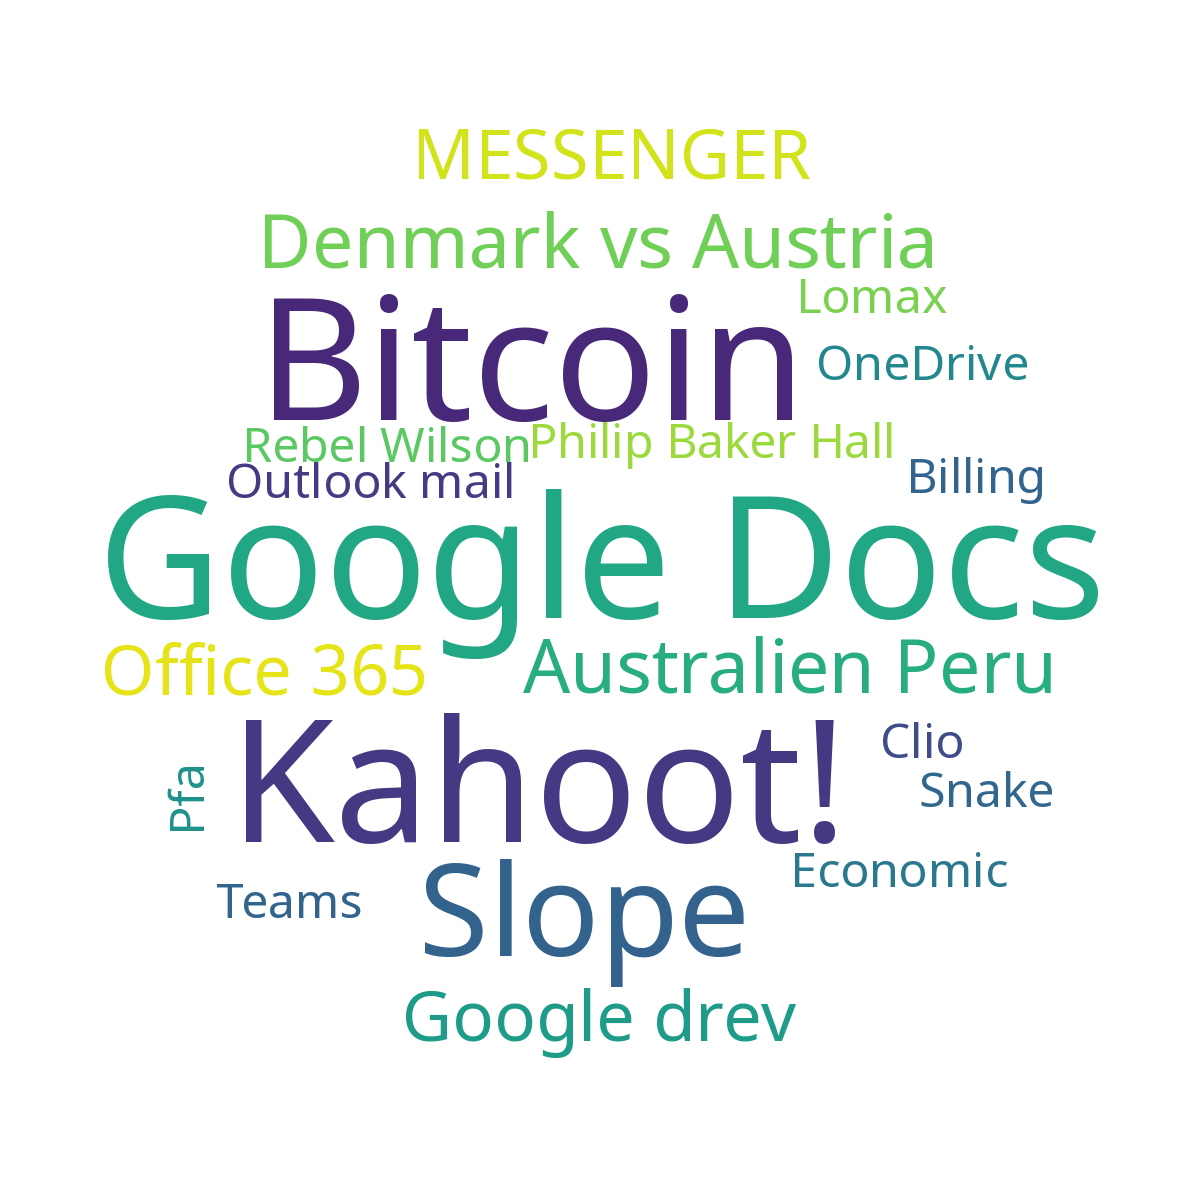 MESSENGER
Denmark vs Austria
Bitcoin
Lomax
OneDrive
Rebel Wilson
Philip Baker Hall
Outlook mail
Billing
Google Docs
Office 365
Australien Peru
Kahoot!
Clio
Snake
Pfa
Economic
Teams
Slope
Google drev